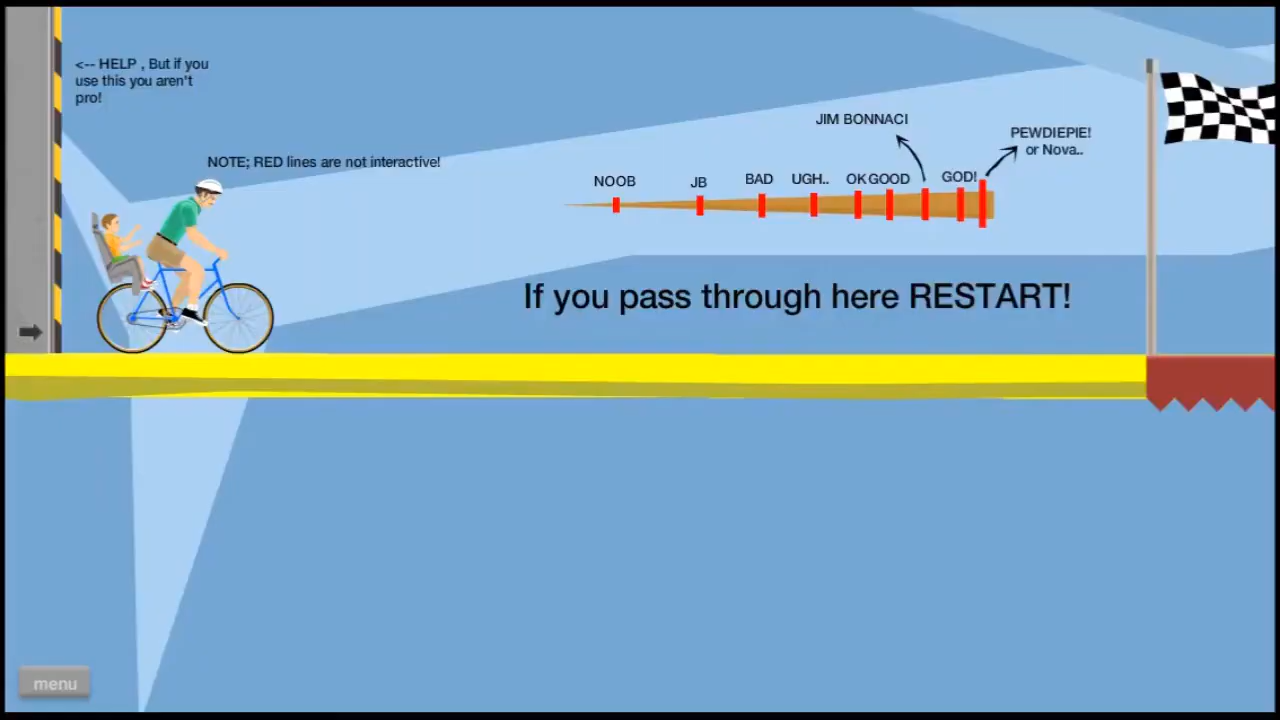 <-- HELP , But if you
use this you aren't
pro!
NOTE; RED lines are not interactive!
JIM BONNACI
PEWDIEPIE!
or Nova..
NOOB
JB
BAD
UGH..
OK
GOOD
GOD!
If you pass through here RESTART!
menu